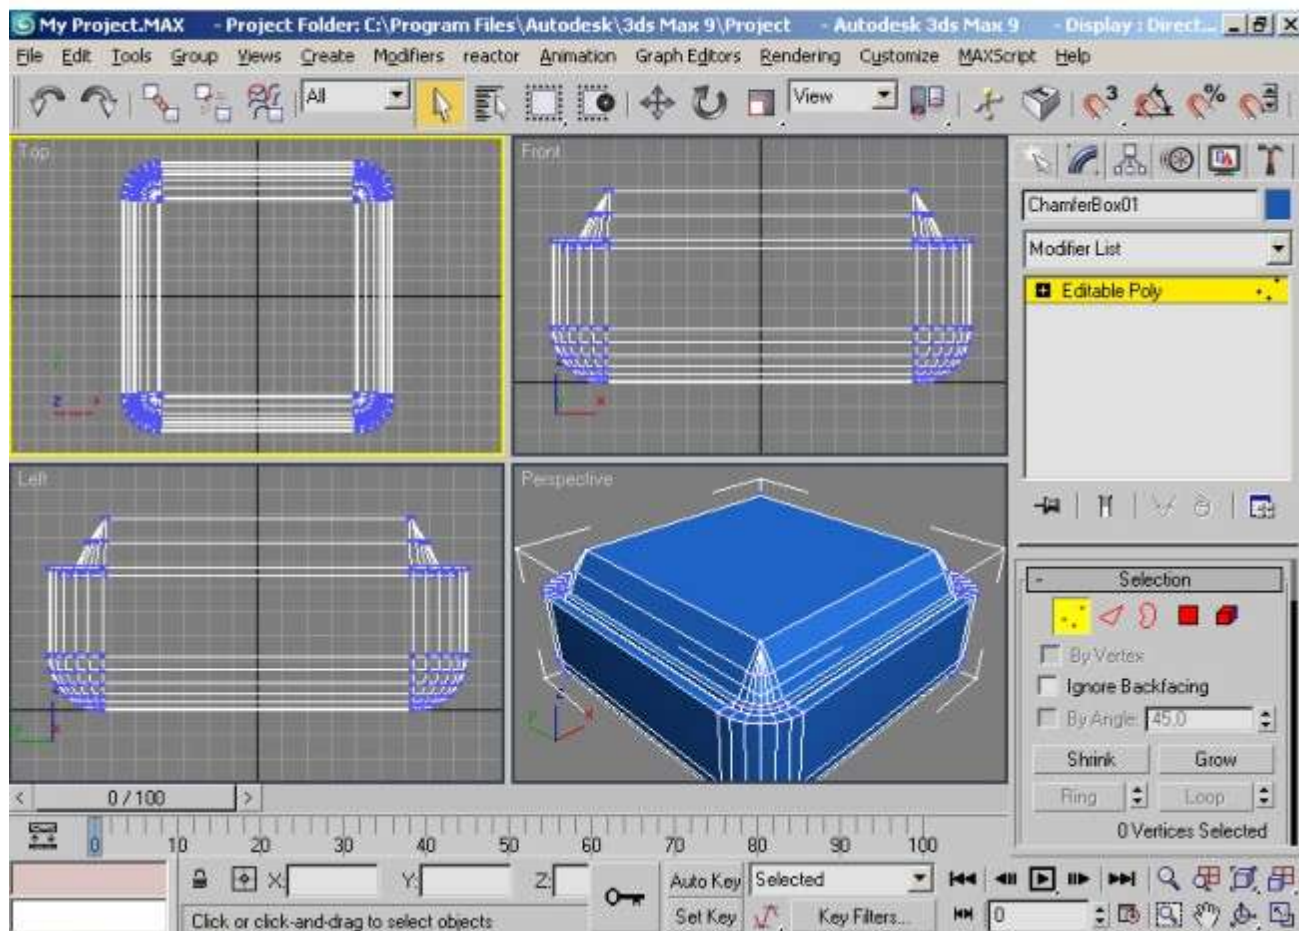 My Project.MAX - Project Folder: C:\Program Files\Autodesk\3ds Max 9\Project - Autodesk 3ds Max 9 - Display : Direct...
File Edit Tools Group Views Create Modifiers reactor Animation Graph Editors Rendering Customize MAXScript Help
All View 3 %
Top Front
ChamferBox01
Modifier List
Editable Poly
z x
x
Left Perspective
Selection
By Vertex
Ignore Backfacing
By Angle: 45.0
Shrink Grow
Ring Loop
0 Vertices Selected
< 0 / 100 >
0 10 20 30 40 50 60 70 80 90 100
X: Y: Z: Auto Key Selected
Click or click-and-drag to select objects Set Key Key Filters... 0